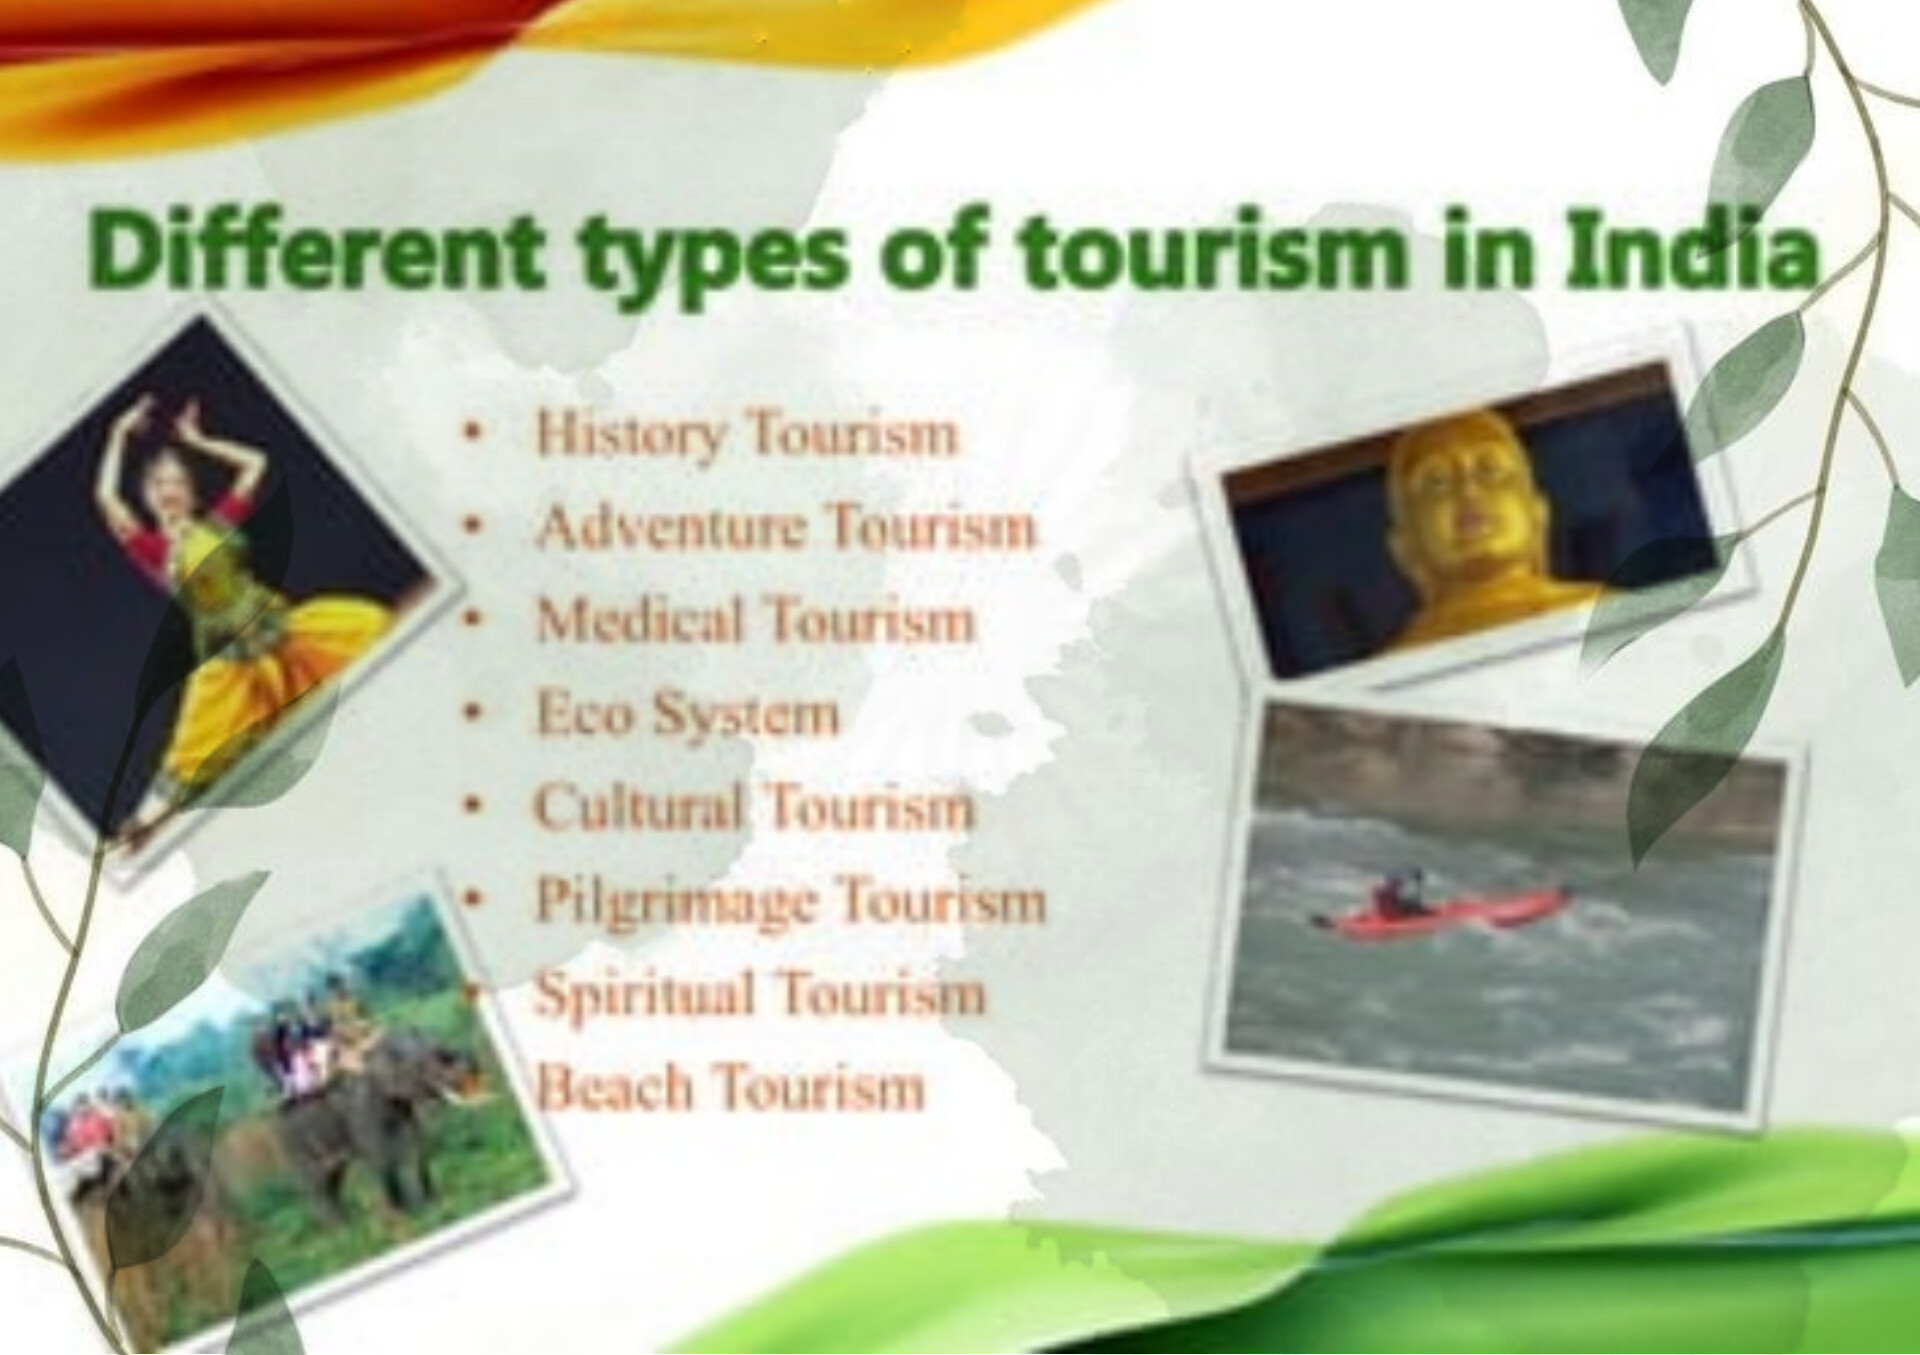 Different types of tourism in India
• History Tourism
• Adventure Tourism
• Medical Tourism
• Eco System
• Cultural Tourism
• Pilgrimage Tourism
• Spiritual Tourism
Beach Tourism